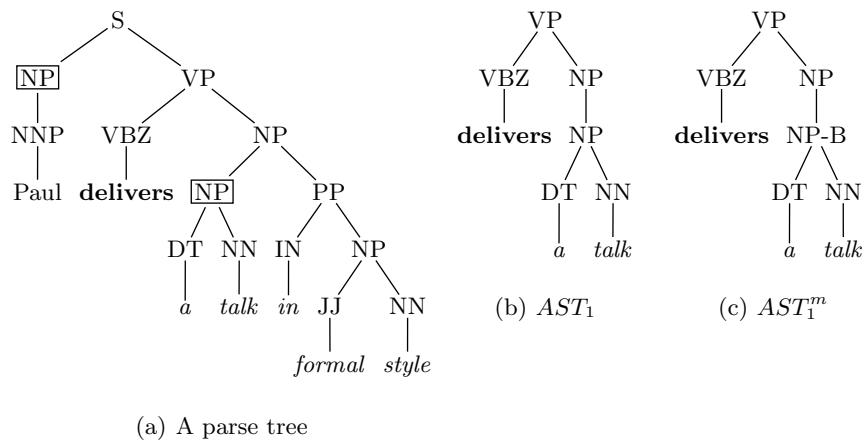 S VP VP
NP VP VBZ NP VBZ NP
NNP VBZ NP delivers NP delivers NP-B
Paul delivers NP PP DT NN DT NN
DT NN IN NP a talk a talk
a talk in JJ NN
(b) AST₁ (c) AST₁ᵐ
formal style
(a) A parse tree